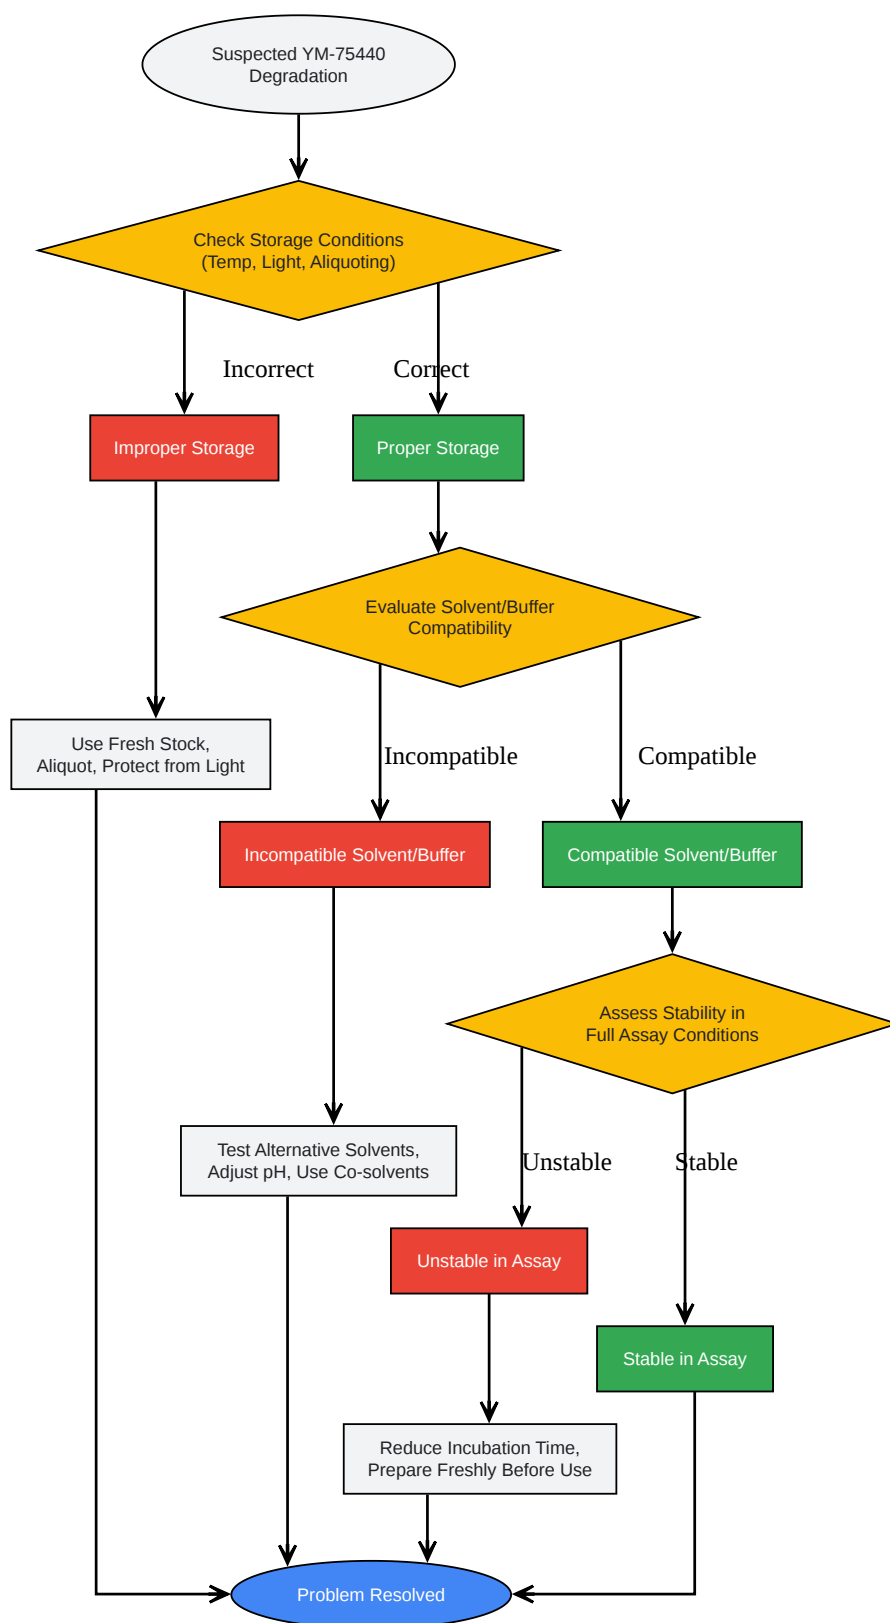 Suspected YM-75440
Degradation
Check Storage Conditions
(Temp, Light, Aliquoting)
Incorrect
Correct
Improper Storage
Proper Storage
Evaluate Solvent/Buffer
Compatibility
Use Fresh Stock,
Aliquot, Protect from Light
Incompatible
Compatible
Incompatible Solvent/Buffer
Compatible Solvent/Buffer
Assess Stability in
Full Assay Conditions
Test Alternative Solvents,
Adjust pH, Use Co-solvents
Unstable
Stable
Unstable in Assay
Stable in Assay
Reduce Incubation Time,
Prepare Freshly Before Use
Problem Resolved